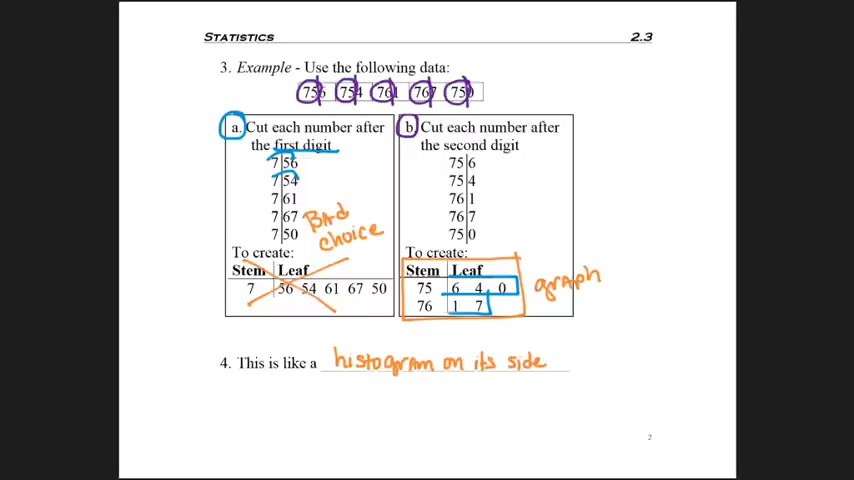 STATISTICS 2.3
3. Example - Use the following data:
756 754 761 767 750
a. Cut each number after
the first digit
7 56
7 54
7 61
7 67
7 50
BAd
choice
To create:
Stem Leaf
7 56 54 61 67 50
b. Cut each number after
the second digit
75 6
75 4
76 1
76 7
75 0
To create:
Stem Leaf
75 6 4 0
76 1 7
graph
4. This is like a histogram on its side
2